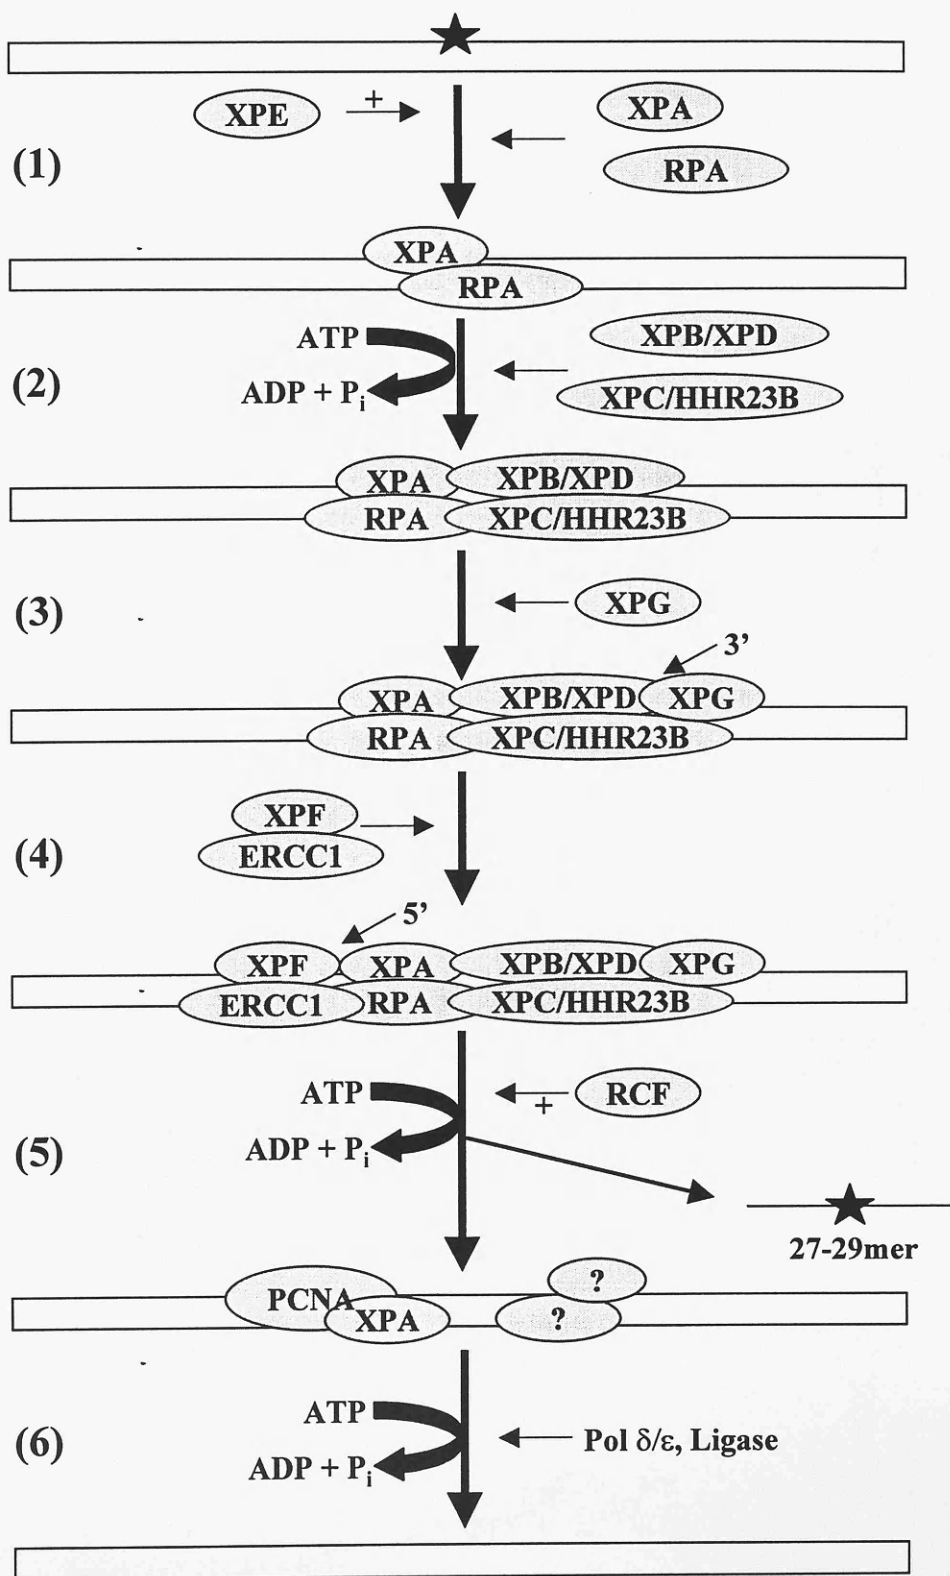 XPE
+
XPA
RPA
(1)
XPA
RPA
ATP
ADP + Pi
XPB/XPD
XPC/HHR23B
(2)
XPA
XPB/XPD
RPA
XPC/HHR23B
(3)
XPG
3’
XPA
XPB/XPD
XPG
RPA
XPC/HHR23B
XPF
ERCC1
(4)
5’
XPF
XPA
XPB/XPD
XPG
ERCC1
RPA
XPC/HHR23B
ATP
ADP + Pi
+
RCF
(5)
27-29mer
PCNA
XPA
?
?
ATP
ADP + Pi
(6)
Pol δ/ε, Ligase